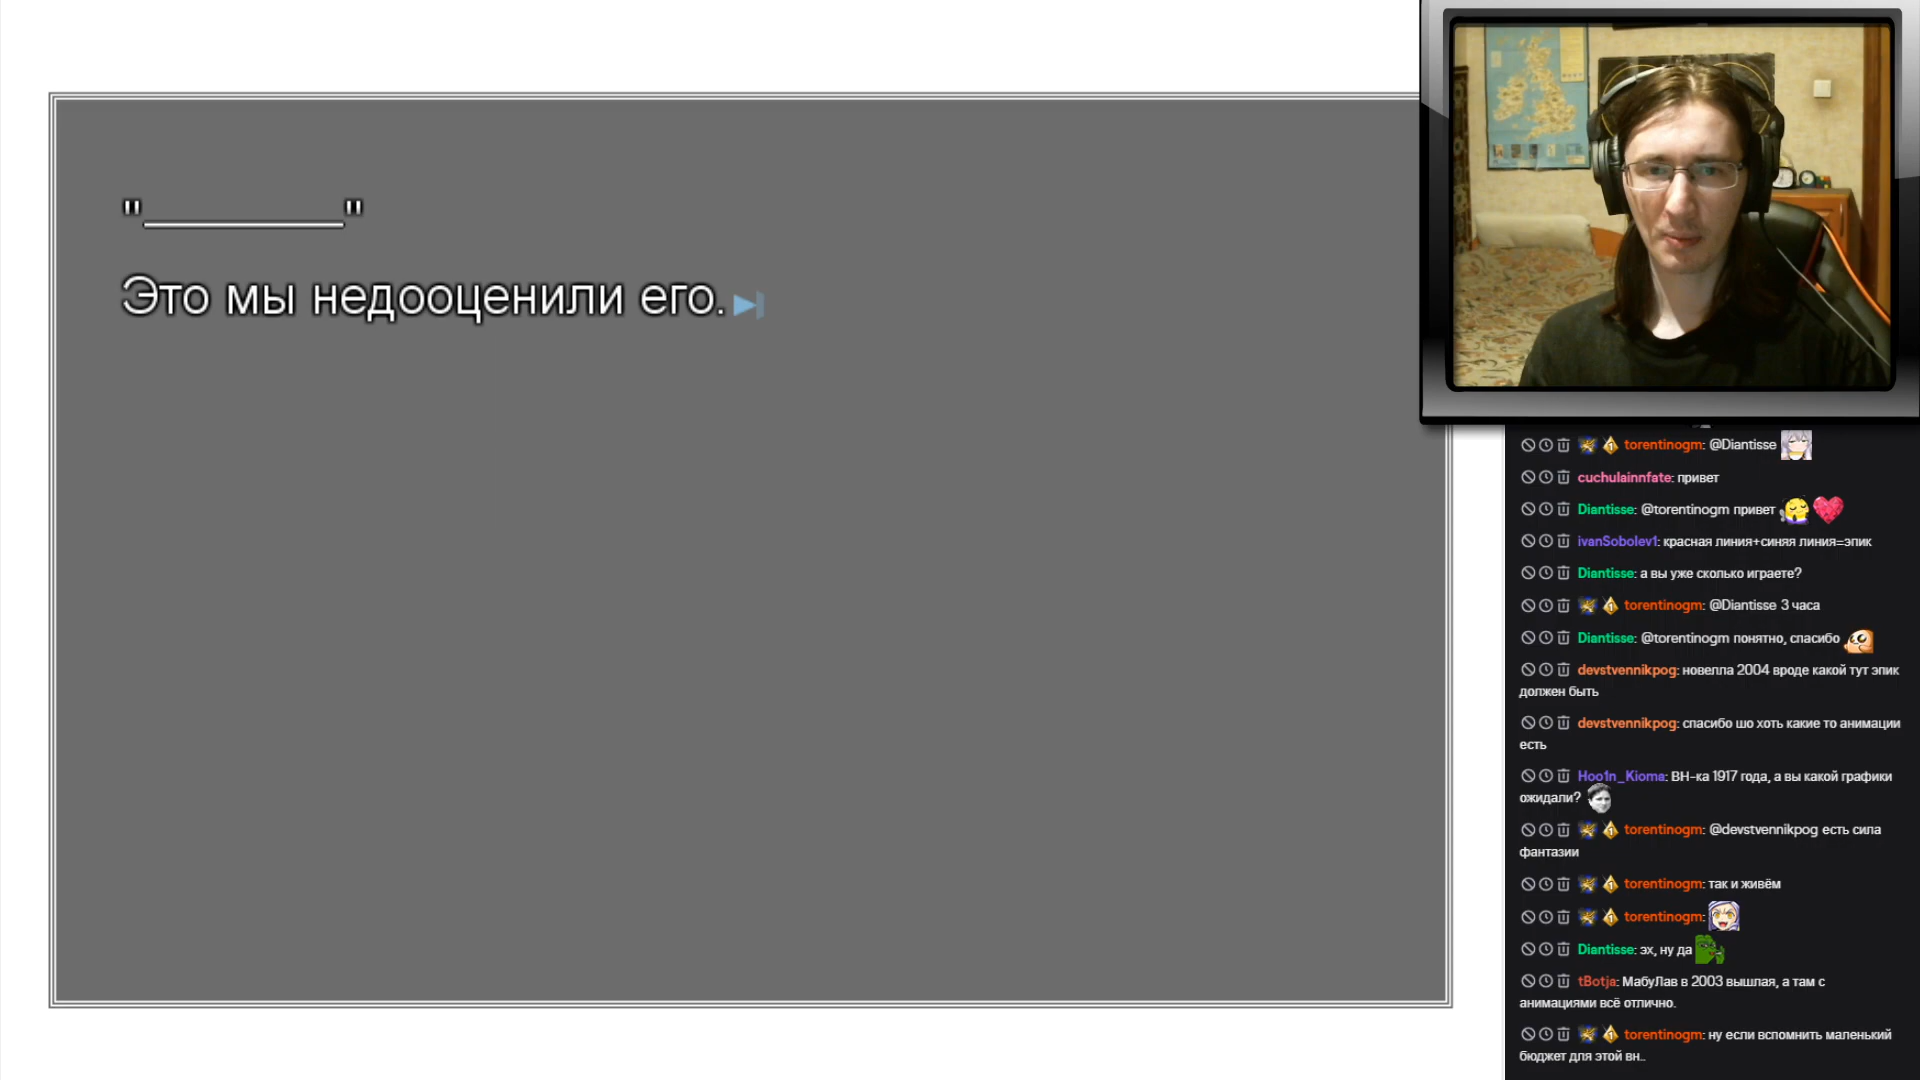 "________"
Это мы недооценили его.
torentinogm: @Diantisse
cuchulainnfate: привет
Diantisse: @torentinogm привет
ivanSobolev1: красная линия+синяя линия=эпик
Diantisse: а вы уже сколько играете?
torentinogm: @Diantisse 3 часа
Diantisse: @torentinogm понятно, спасибо
devstvennikpog: новелла 2004 вроде какой тут эпик
должен быть
devstvennikpog: спасибо шо хоть какие то анимации
есть
Hoo1n_Kioma: ВН-ка 1917 года, а вы какой графики
ожидали?
torentinogm: @devstvennikpog есть сила
фантазии
torentinogm: так и живём
torentinogm:
Diantisse: эх, ну да
tBotja: МабуЛав в 2003 вышлая, а там с
анимациями всё отлично.
torentinogm: ну если вспомнить маленький
бюджет для этой вн..